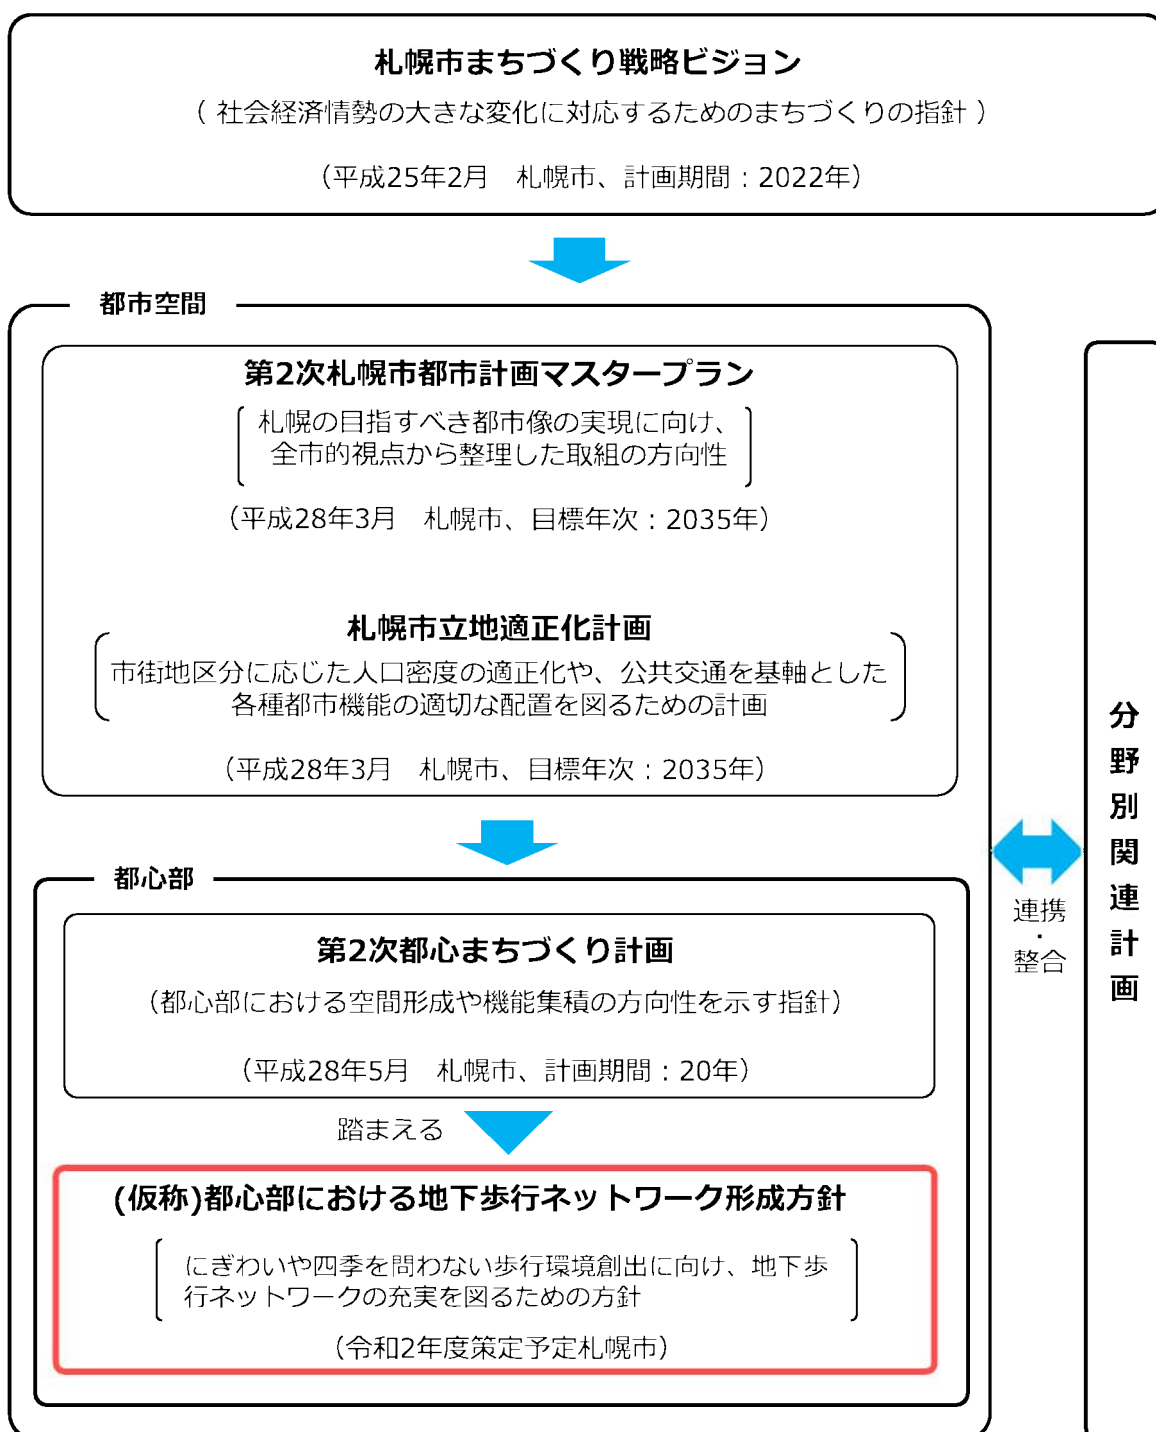 札幌市まちづくり戦略ビジョン
（ 社会経済情勢の大きな変化に対応するためのまちづくりの指針 ）
（平成25年2月　札幌市、計画期間：2022年）
都市空間
第2次札幌市都市計画マスタープラン
札幌の目指すべき都市像の実現に向け、
全市的視点から整理した取組の方向性
（平成28年3月　札幌市、目標年次：2035年）
札幌市立地適正化計画
市街地区分に応じた人口密度の適正化や、公共交通を基軸とした
各種都市機能の適切な配置を図るための計画
（平成28年3月　札幌市、目標年次：2035年）
都心部
第2次都心まちづくり計画
（都心部における空間形成や機能集積の方向性を示す指針）
（平成28年5月　札幌市、計画期間：20年）
踏まえる
(仮称)都心部における地下歩行ネットワーク形成方針
にぎわいや四季を問わない歩行環境創出に向け、地下歩
行ネットワークの充実を図るための方針
（令和2年度策定予定札幌市）
連携
・
整合
分野別関連計画